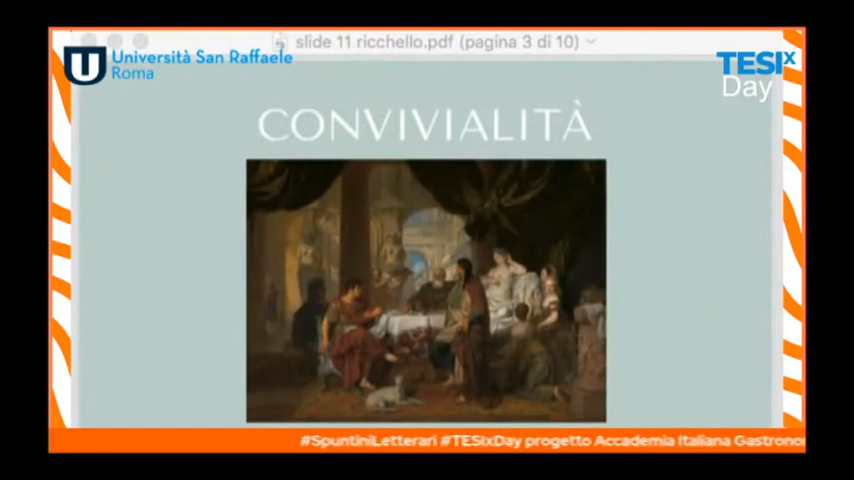 slide 11 ricchello.pdf (pagina 3 di 10)
Università San Raffaele
Roma
TESIx
Day
CONVIVIALITÀ
#SpuntiniLetterari #TESIxDay progetto Accademia Italiana Gastrono